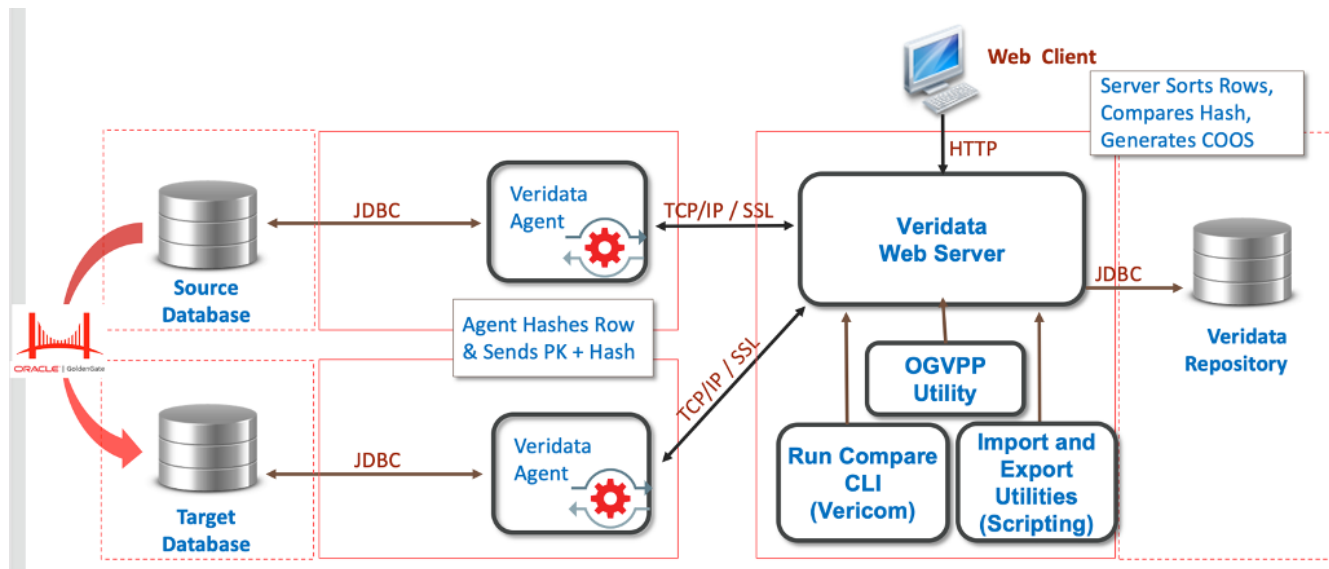 Web Client
Server Sorts Rows,
Compares Hash,
Generates COOS
HTTP
Veridata
Agent
JDBC
TCP/IP / SSL
Veridata
Web Server
JDBC
Source
Database
Agent Hashes Row
& Sends PK + Hash
TCP/IP / SSL
Veridata
Repository
ORACLE | GoldenGate
OGVPP
Utility
Veridata
Agent
JDBC
Run Compare
CLI
(Vericom)
Import and
Export
Utilities
(Scripting)
Target
Database